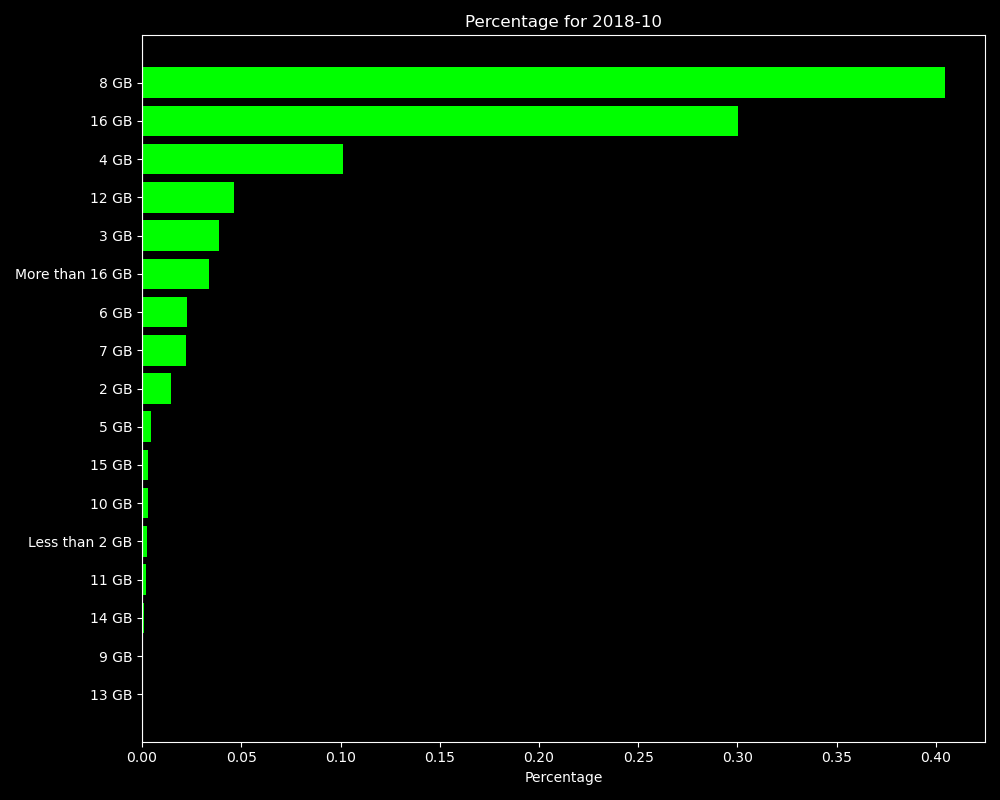 Percentage for 2018-10
8 GB
16 GB
4 GB
12 GB
3 GB
More than 16 GB
6 GB
7 GB
2 GB
5 GB
15 GB
10 GB
Less than 2 GB
11 GB
14 GB
9 GB
13 GB
0.00 0.05 0.10 0.15 0.20 0.25 0.30 0.35 0.40
Percentage